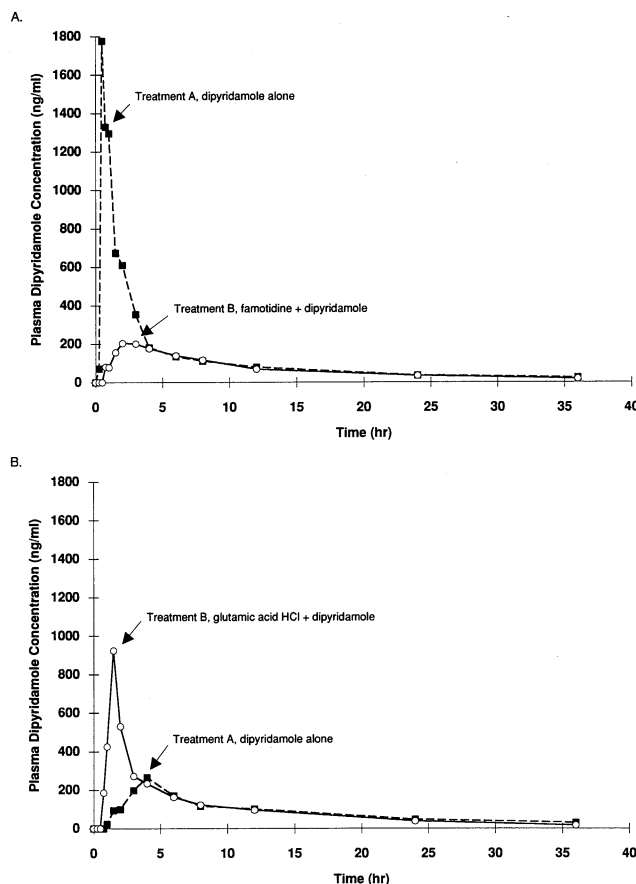 A.
Plasma Dipyridamole Concentration (ng/ml)
1800
1600
1400
1200
1000
800
600
400
200
0
Treatment A, dipyridamole alone
Treatment B, famotidine + dipyridamole
0 5 10 15 20 25 30 35 40
Time (hr)
B.
Plasma Dipyridamole Concentration (ng/ml)
1800
1600
1400
1200
1000
800
600
400
200
0
Treatment B, glutamic acid HCl + dipyridamole
Treatment A, dipyridamole alone
0 5 10 15 20 25 30 35 40
Time (hr)